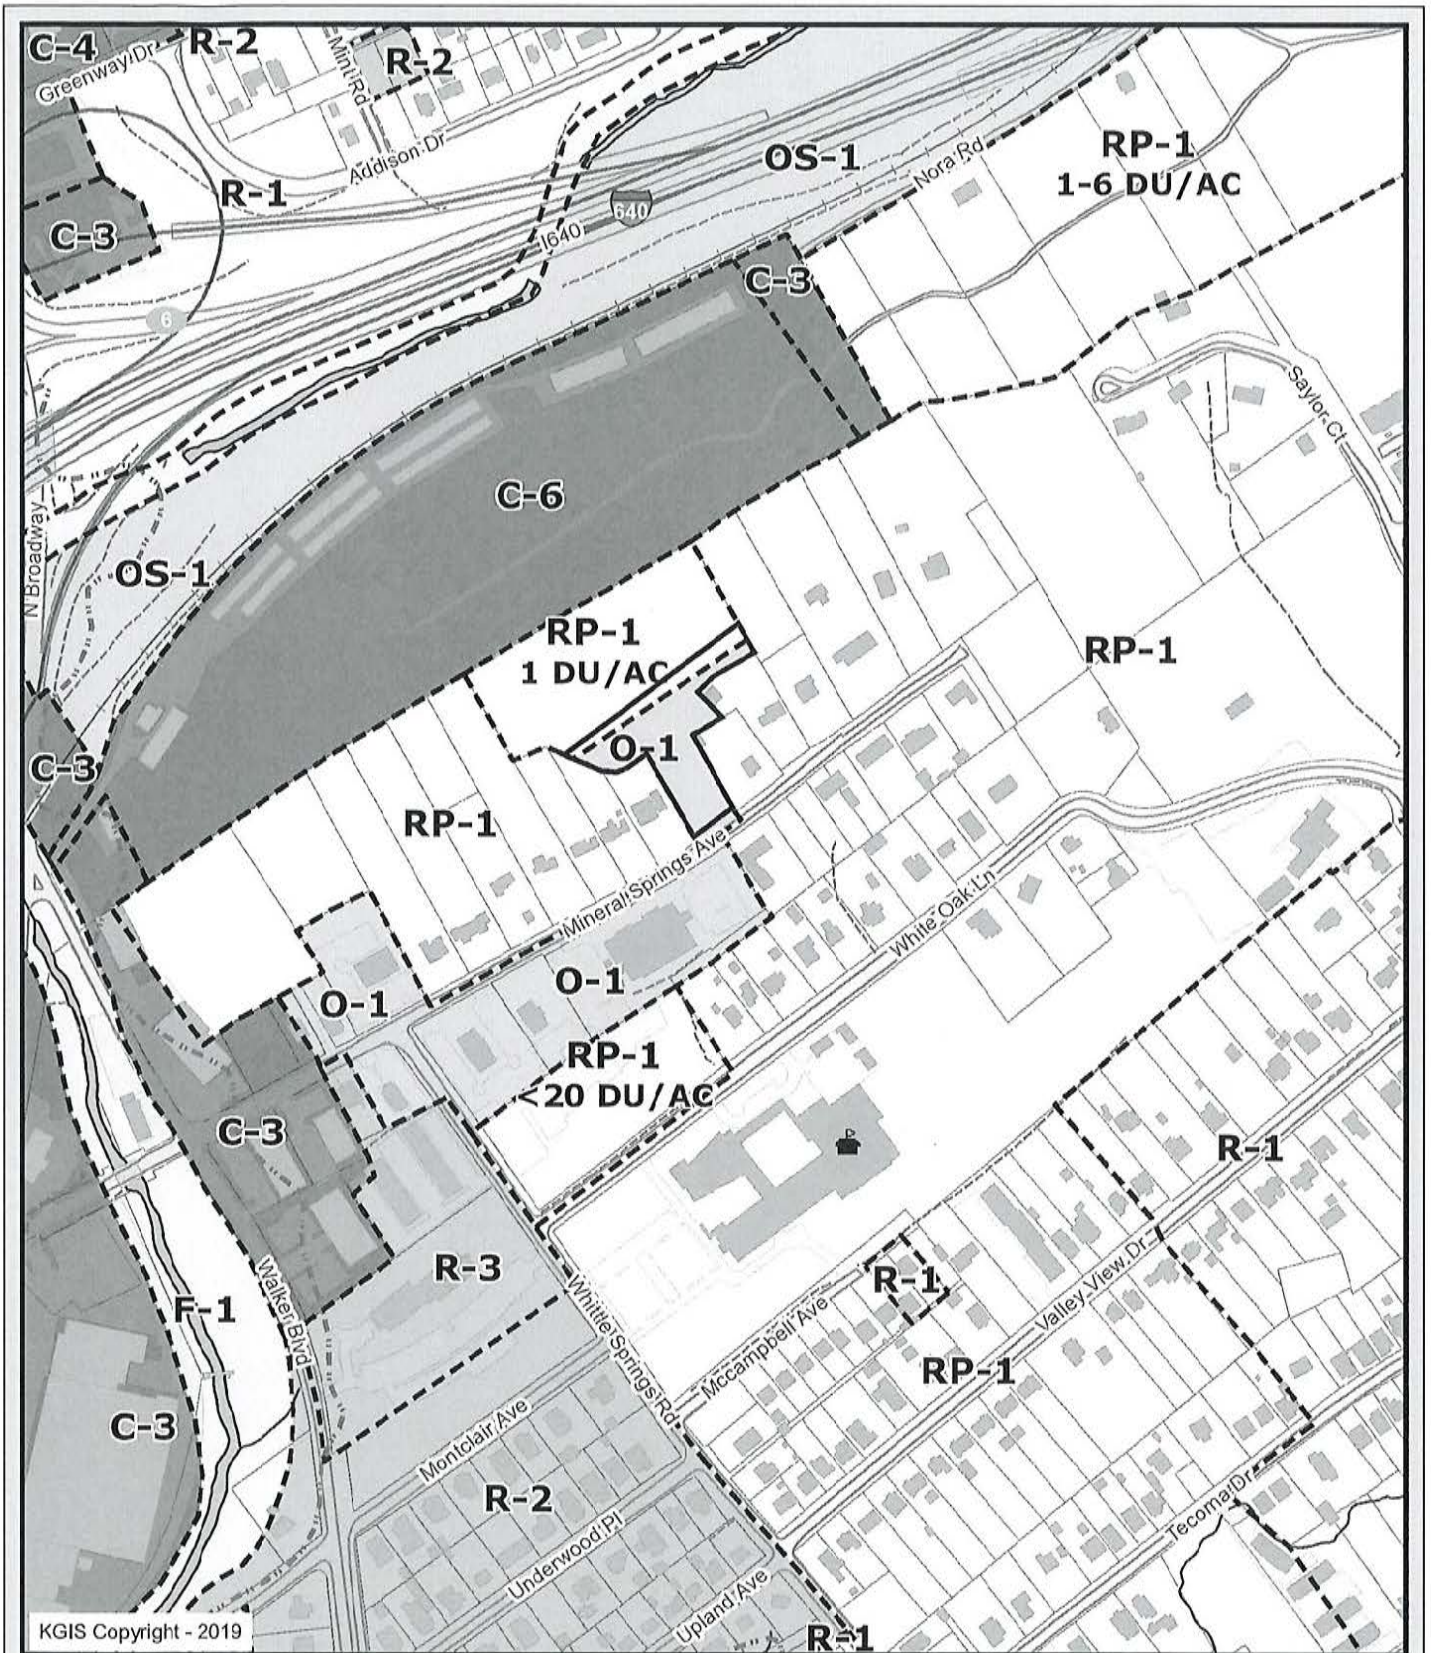 C-4
R-2
Greenway Dr
Mint Rd
R-2
Addison Dr
OS-1
RP-1
1-6 DU/AC
Nora Rd
R-1
640
I640
C-3
C-3
6
Saylor Ct
C-6
N Broadway
OS-1
RP-1
1 DU/AC
RP-1
O-1
C-3
RP-1
Mineral Springs Ave
White Oak Ln
O-1
O-1
RP-1
<20 DU/AC
C-3
R-1
R-3
R-1
Walker Blvd
F-1
Whittle Springs Rd
Mccampbell Ave
Valley View Dr
RP-1
C-3
Montclair Ave
R-2
Tecoma Dr
Underwood Pl
Upland Ave
KGIS Copyright - 2019
R-1